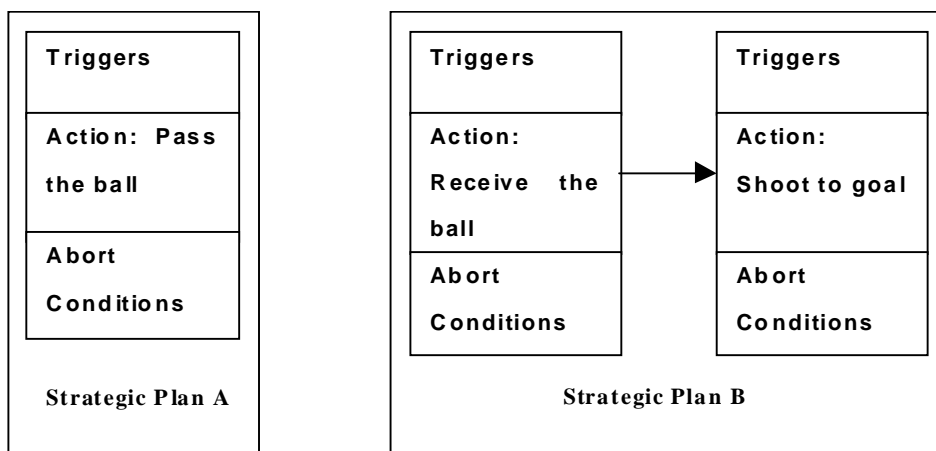 Triggers
Action: Pass
the ball
Abort
Conditions
Strategic Plan A
Triggers
Action:
Receive the
ball
Abort
Conditions
Triggers
Action:
Shoot to goal
Abort
Conditions
Strategic Plan B